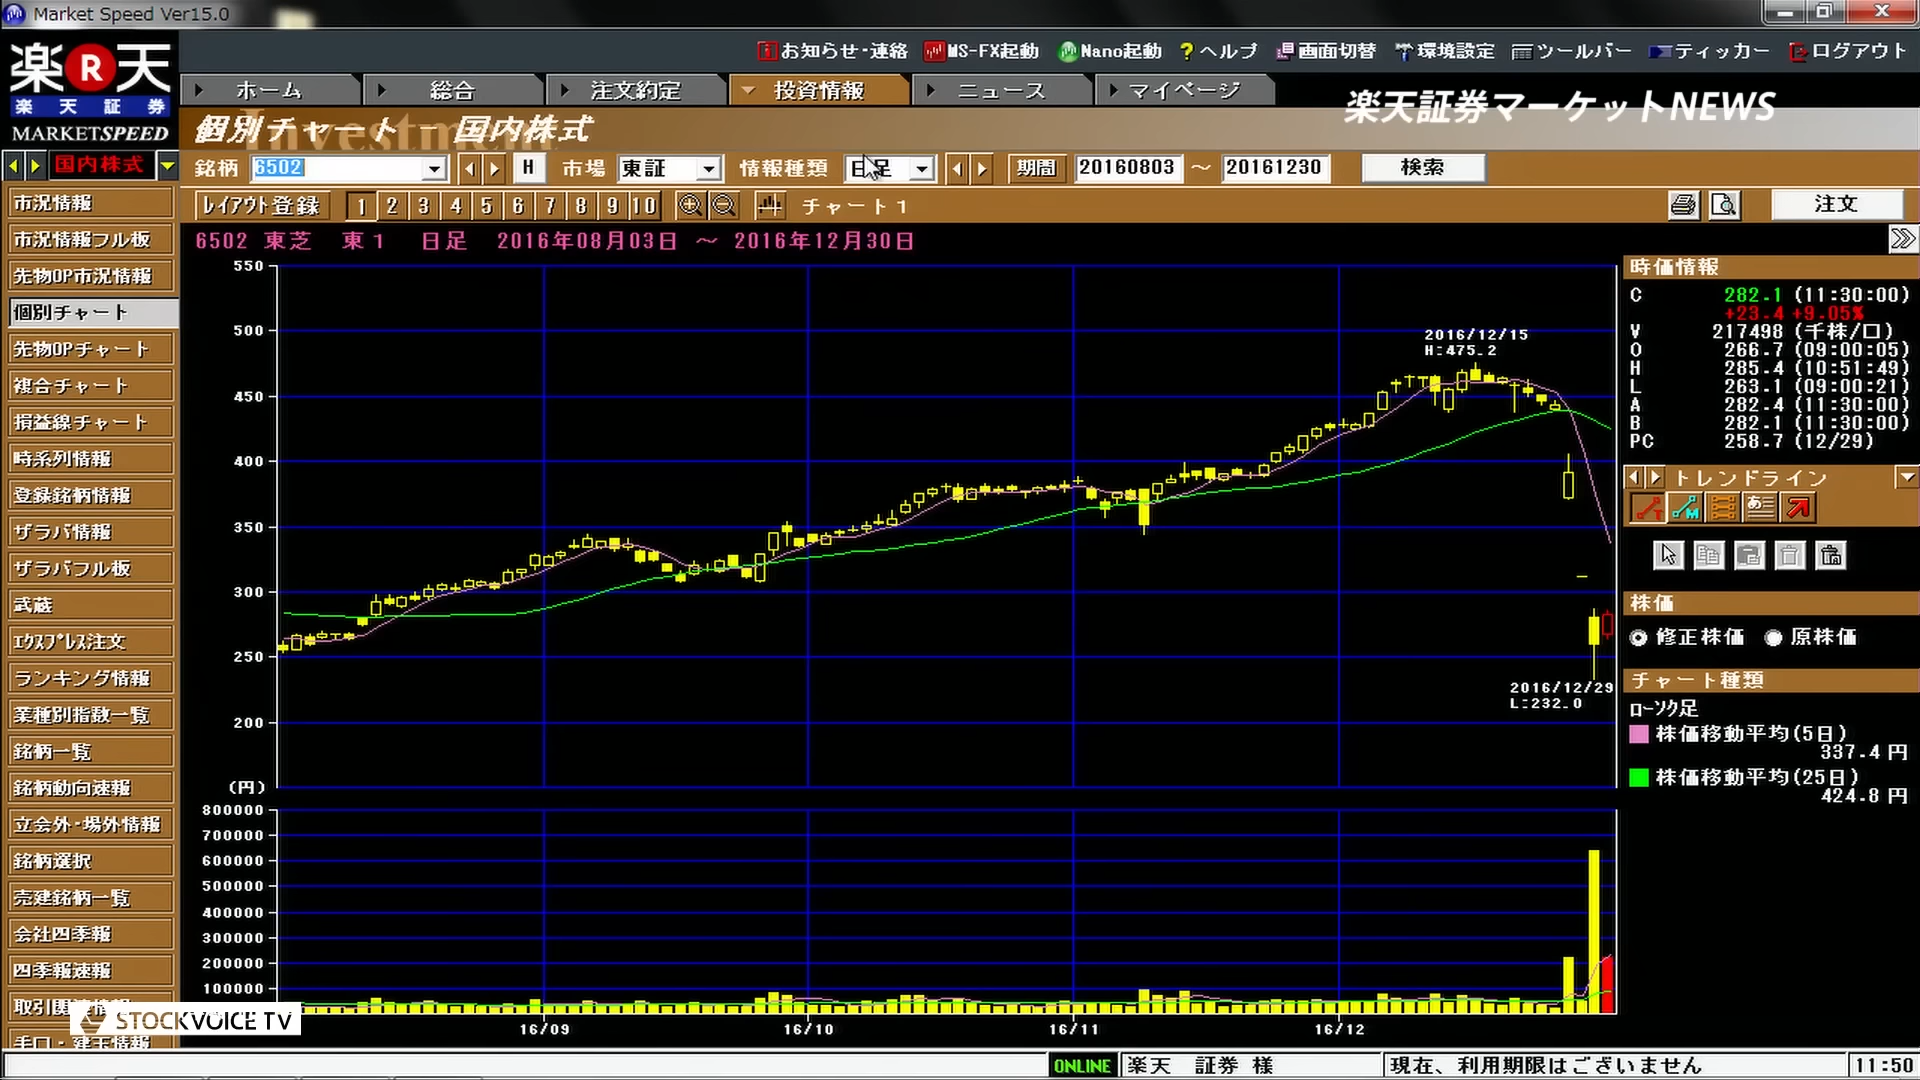 Market Speed Ver15.0
楽R天
楽天証券
MARKETSPEED
お知らせ・連絡 MS-FX起動 Nano起動 ?ヘルプ 画面切替 環境設定 ツールバー ティッカー ログアウト
ホーム 総合 注文約定 投資情報 ニュース マイページ
楽天証券マーケットNEWS
Investment
個別チャート - 国内株式
国内株式
銘柄 6502 H 市場 東証 情報種類 日足 期間 20160803 ～ 20161230 検索
レイアウト登録 1 2 3 4 5 6 7 8 9 10 チャート1 注文
6502 東芝 東1 日足 2016年08月03日 ～ 2016年12月30日
市況情報
市況情報フル板
先物OP市況情報
個別チャート
先物OPチャート
複合チャート
損益線チャート
時系列情報
登録銘柄情報
ザラバ情報
ザラバフル板
武蔵
エクスプレス注文
ランキング情報
業種別指数一覧
銘柄一覧
銘柄動向速報
立会外・場外情報
銘柄選択
売建銘柄一覧
会社四季報
四季報速報
取引関連情報
手口・建玉情報
STOCKVOICE TV
550
500
450
400
350
300
250
200
(円)
2016/12/15
H:475.2
2016/12/29
L:232.0
800000
700000
600000
500000
400000
300000
200000
100000
16/09 16/10 16/11 16/12
時価情報
C 282.1 (11:30:00)
+23.4 +9.05%
V 217498 (千株/口)
O 266.7 (09:00:05)
H 285.4 (10:51:49)
L 263.1 (09:00:21)
A 282.4 (11:30:00)
B 282.1 (11:30:00)
PC 258.7 (12/29)
トレンドライン
T M あ
株価
修正株価 原株価
チャート種類
ローソク足
株価移動平均(5日)
337.4 円
株価移動平均(25日)
424.8 円
ONLINE 楽天 証券 様 現在、利用期限はございません 11:50